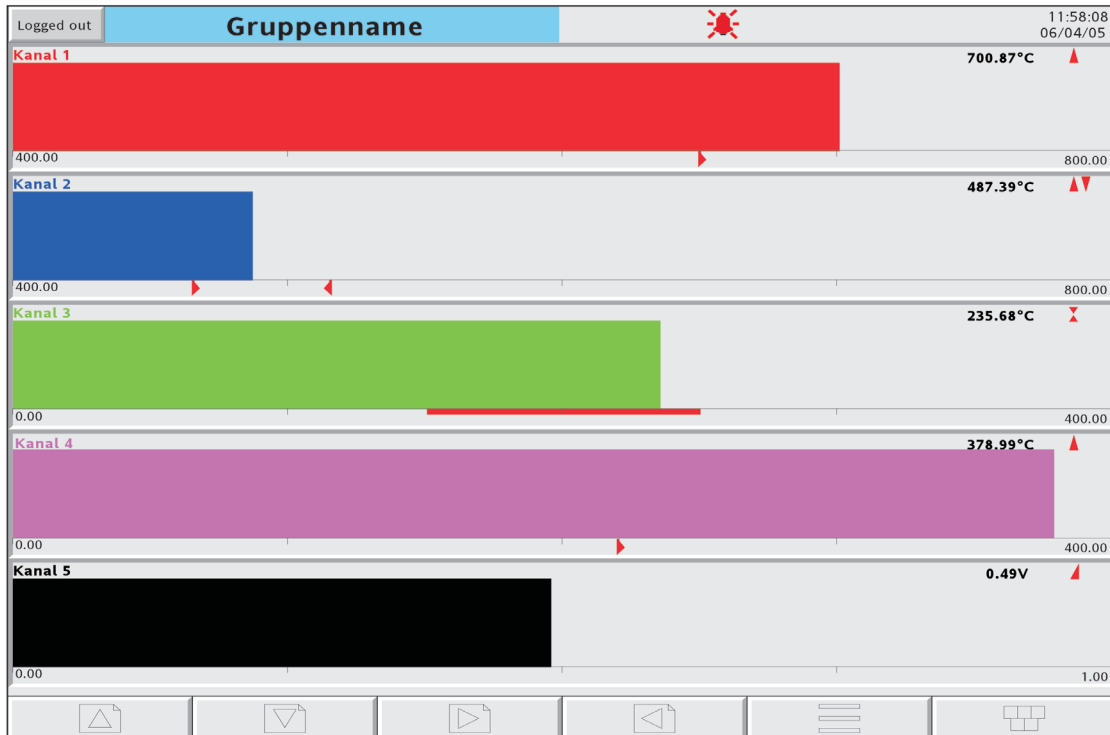 Logged out
Gruppenname
11:58:08
06/04/05
Kanal 1
700.87°C
400.00
800.00
Kanal 2
487.39°C
400.00
800.00
Kanal 3
235.68°C
0.00
400.00
Kanal 4
378.99°C
0.00
400.00
Kanal 5
0.49V
0.00
1.00